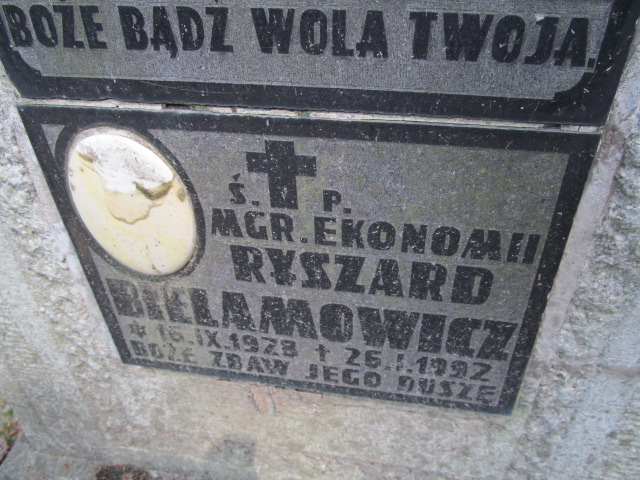 BOŻE BĄDŹ WOLA TWOJA.
Ś. P.
MGR. EKONOMII
RYSZARD
BIELAMOWICZ
* 16.IX.1928 + 26.I.1992
BOŻE ZBAW JEGO DUSZĘ